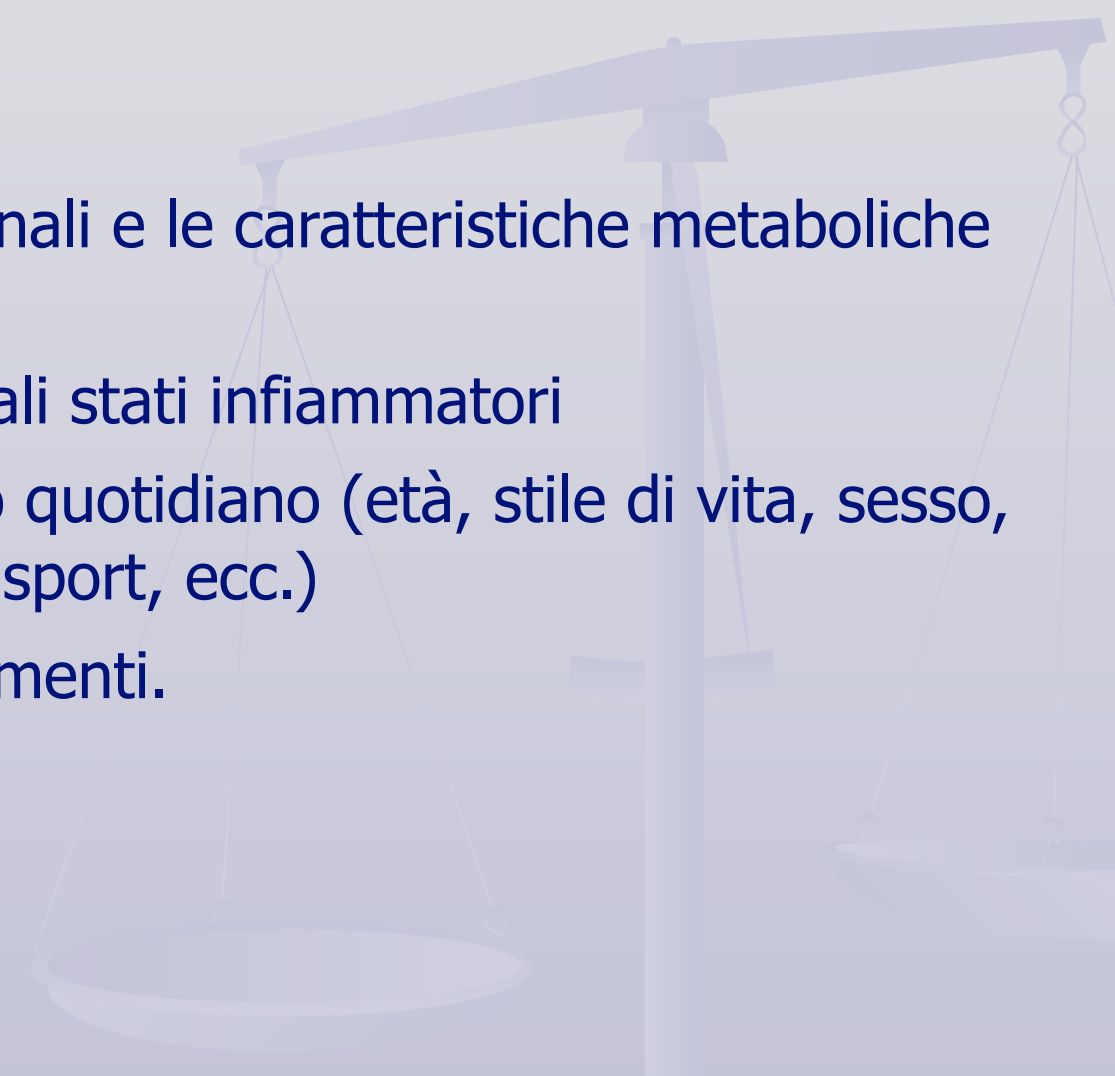 nali e le caratteristiche metaboliche
ali stati infiammatori
o quotidiano (età, stile di vita, sesso,
sport, ecc.)
menti.